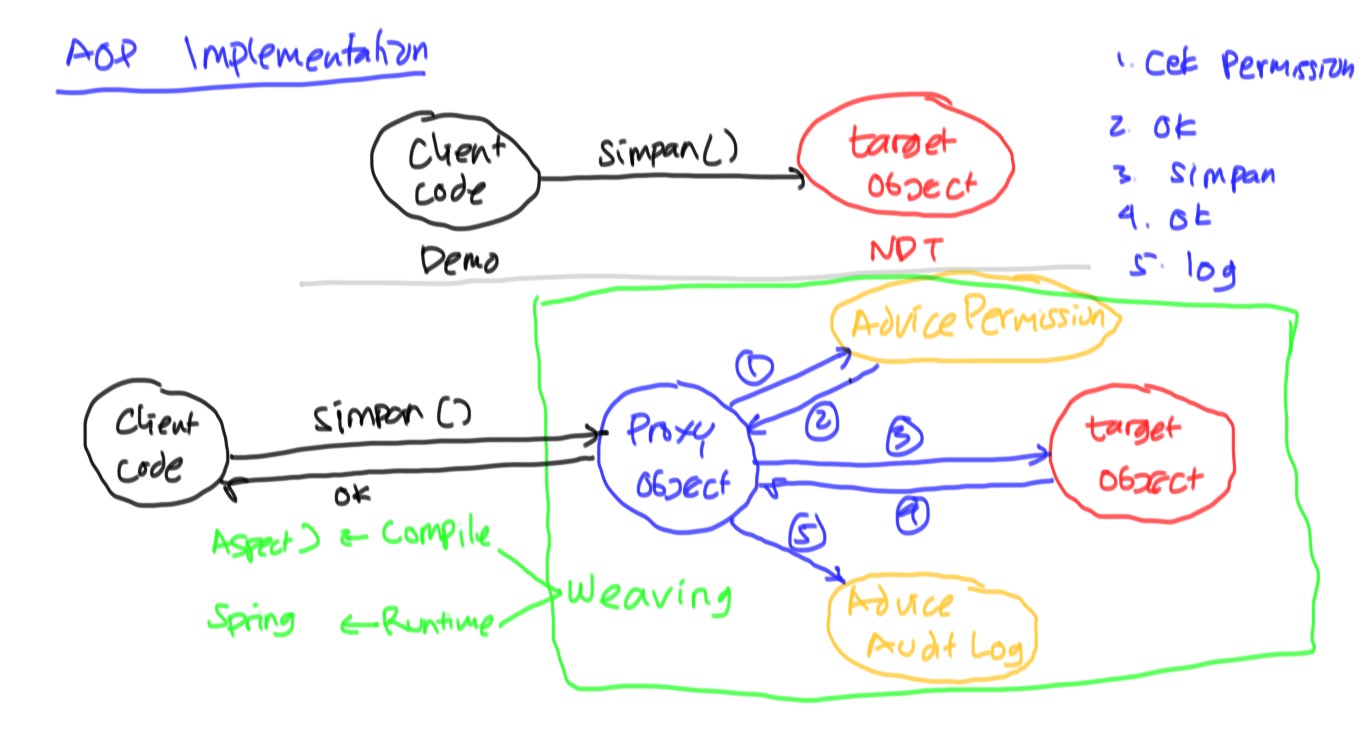 AOP Implementation
1. Cek Permission
2. Ok
3. Simpan
4. Ok
5. log
Client
code
simpan()
target
Object
Demo
NDT
Advice Permission
Client
code
simpan()
ok
Proxy
Object
1
2
3
4
5
target
Object
AspectJ ← Compile
Spring ← Runtime
Weaving
Advice
Audit Log